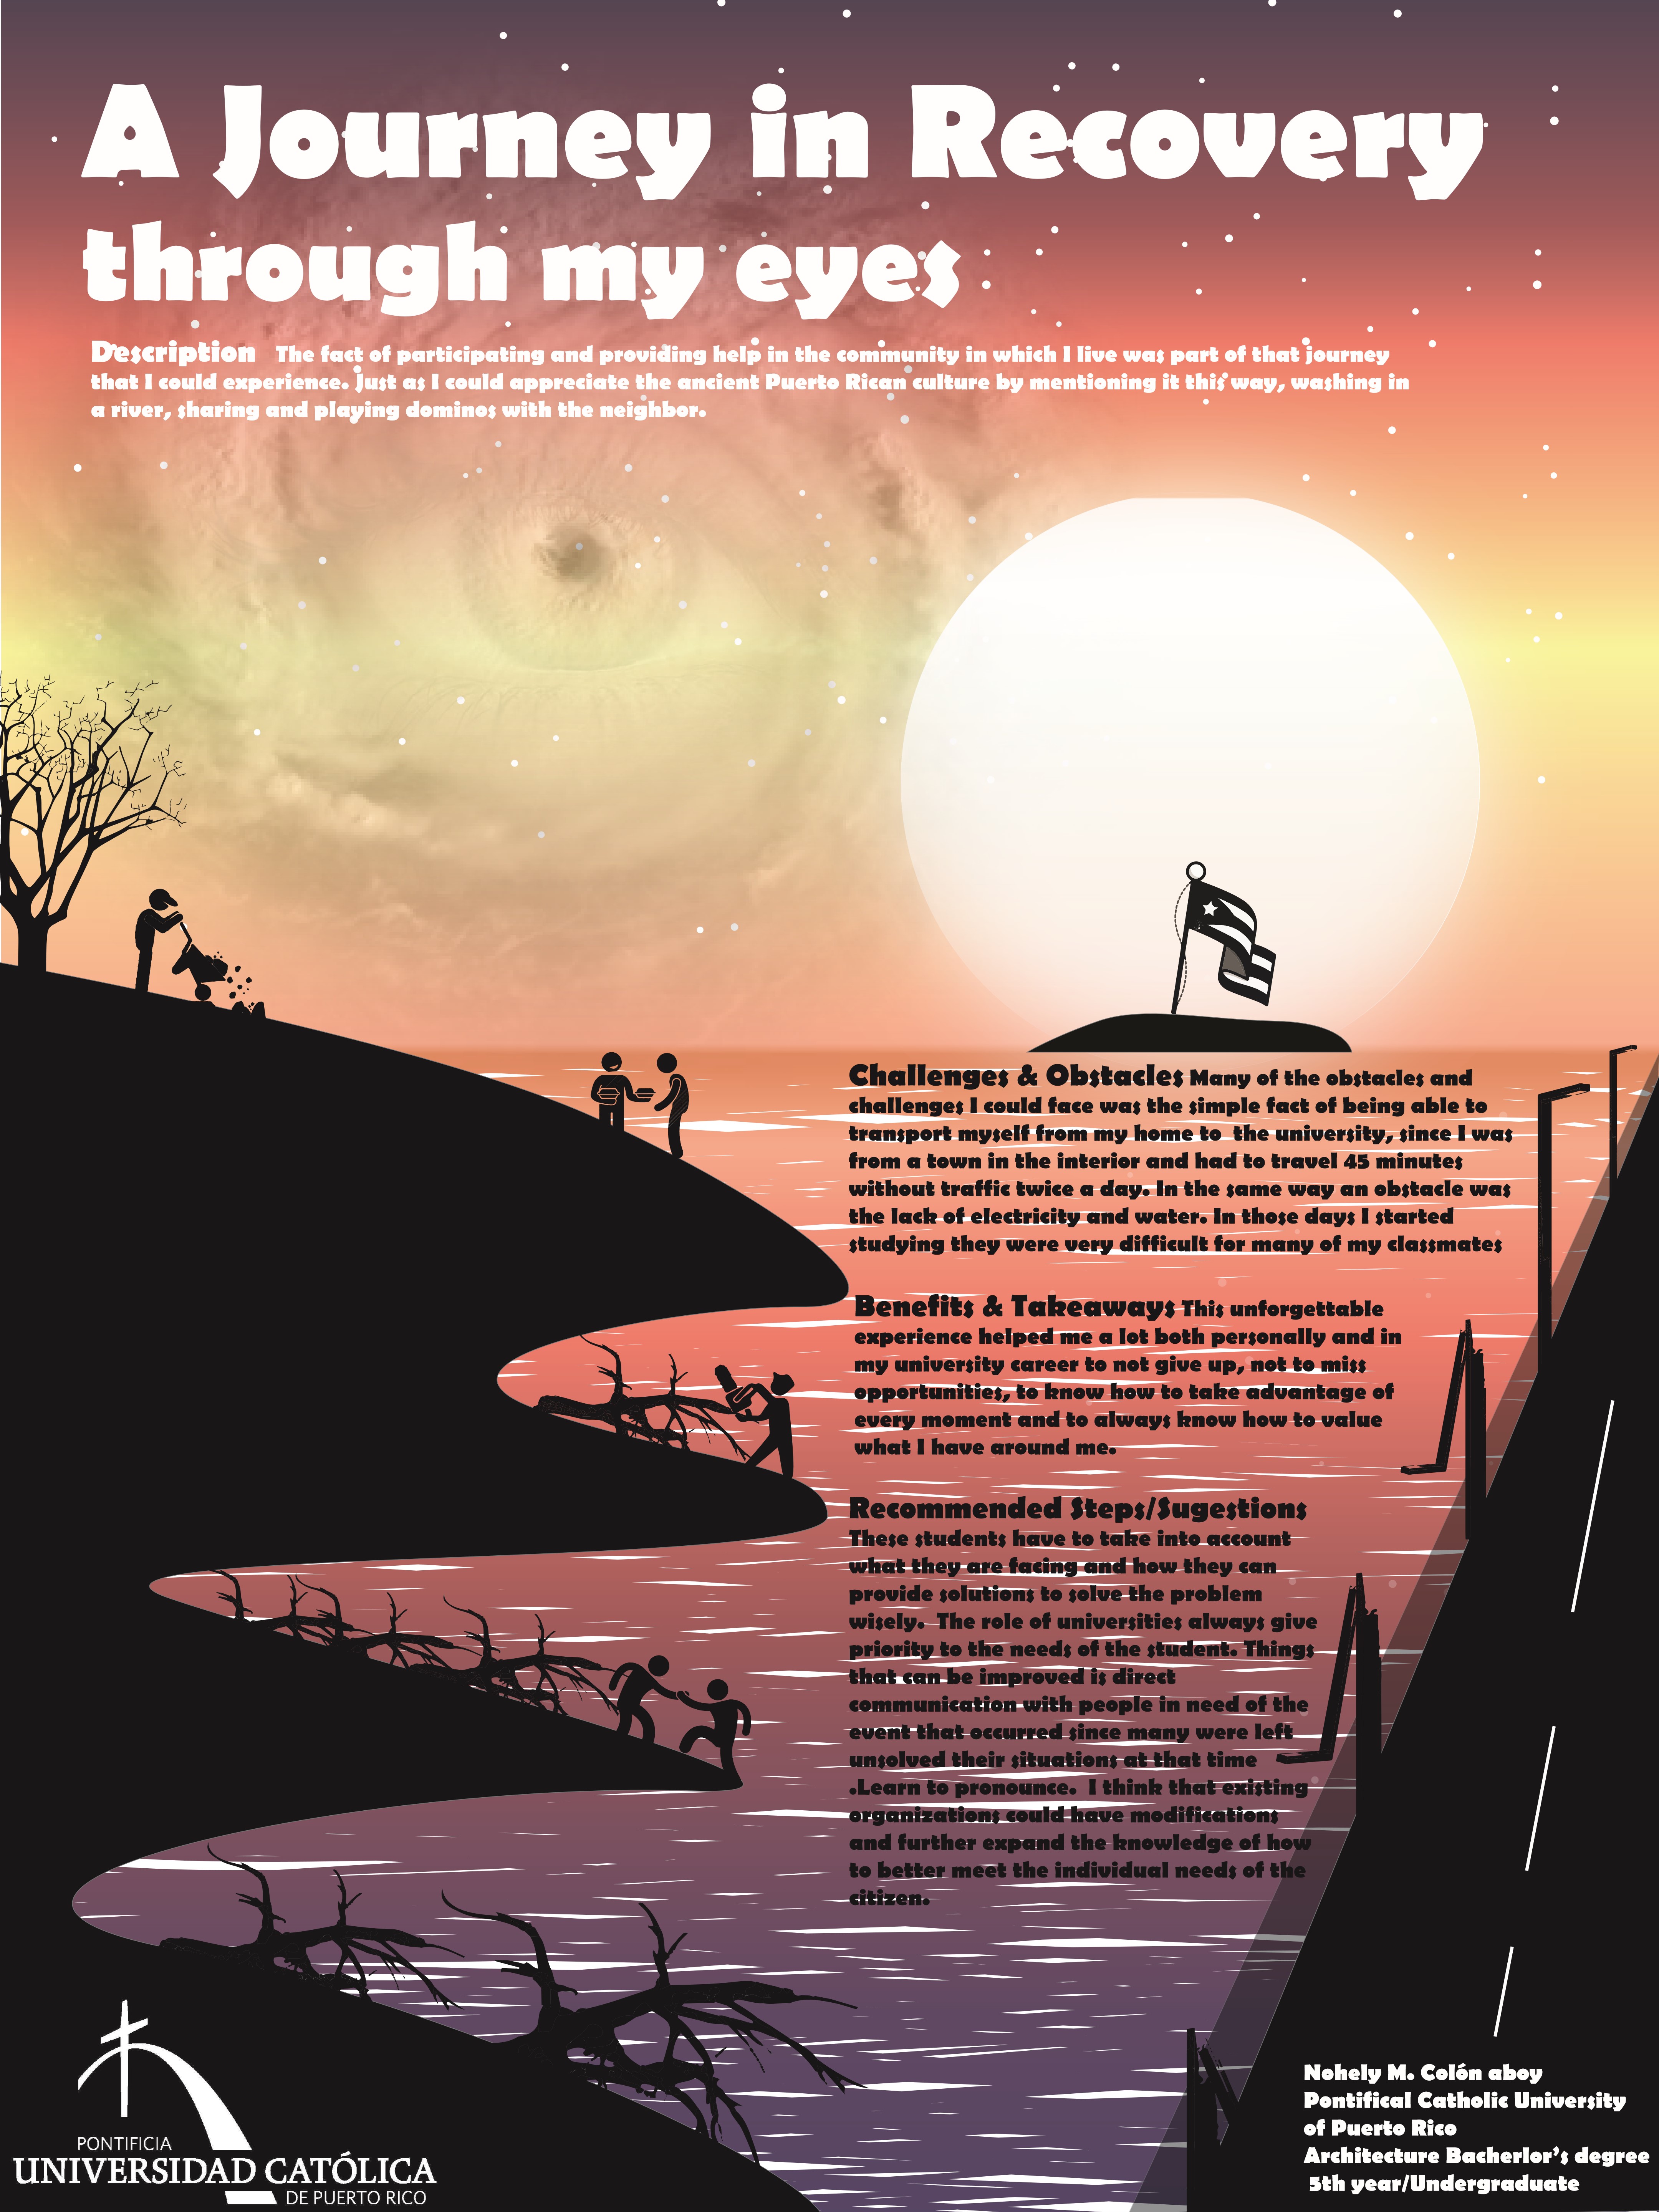 A Journey in Recovery
through my eyes
Description The fact of participating and providing help in the community in which I live was part of that journey
that I could experience. Just as I could appreciate the ancient Puerto Rican culture by mentioning it this way, washing in
a river, sharing and playing dominos with the neighbor.
Challenges & Obstacles Many of the obstacles and
challenges I could face was the simple fact of being able to
transport myself from my home to the university, since I was
from a town in the interior and had to travel 45 minutes
without traffic twice a day. In the same way an obstacle was
the lack of electricity and water. In those days I started
studying they were very difficult for many of my classmates
Benefits & Takeaways This unforgettable
experience helped me a lot both personally and in
my university career to not give up, not to miss
opportunities, to know how to take advantage of
every moment and to always know how to value
what I have around me.
Recommended Steps/Sugestions
These students have to take into account
what they are facing and how they can
provide solutions to solve the problem
wisely. The role of universities always give
priority to the needs of the student. Things
that can be improved is direct
communication with people in need of the
event that occurred since many were left
unsolved their situations at that time
.Learn to pronounce. I think that existing
organizations could have modifications
and further expand the knowledge of how
to better meet the individual needs of the
citizen.
PONTIFICIA
UNIVERSIDAD CATÓLICA
DE PUERTO RICO
Nohely M. Colón aboy
Pontifical Catholic University
of Puerto Rico
Architecture Bacherlor's degree
5th year/Undergraduate